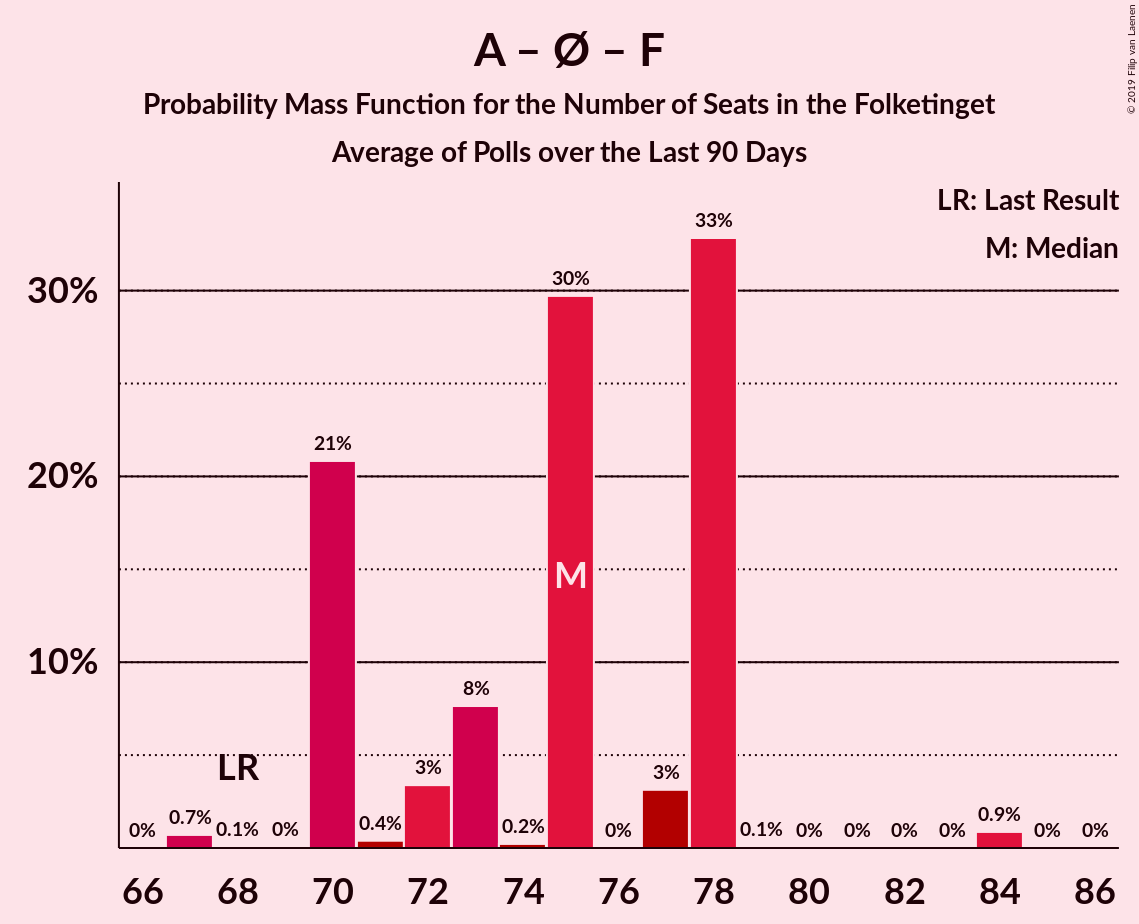 A – Ø – F
Probability Mass Function for the Number of Seats in the Folketinget
Average of Polls over the Last 90 Days
© 2019 Filip van Laenen
LR: Last Result
M: Median
30%
20%
10%
0%
0.7%
0.1%
0%
21%
0.4%
3%
8%
0.2%
30%
0%
3%
33%
0.1%
0%
0%
0%
0%
0.9%
0%
0%
LR
M
66 68 70 72 74 76 78 80 82 84 86